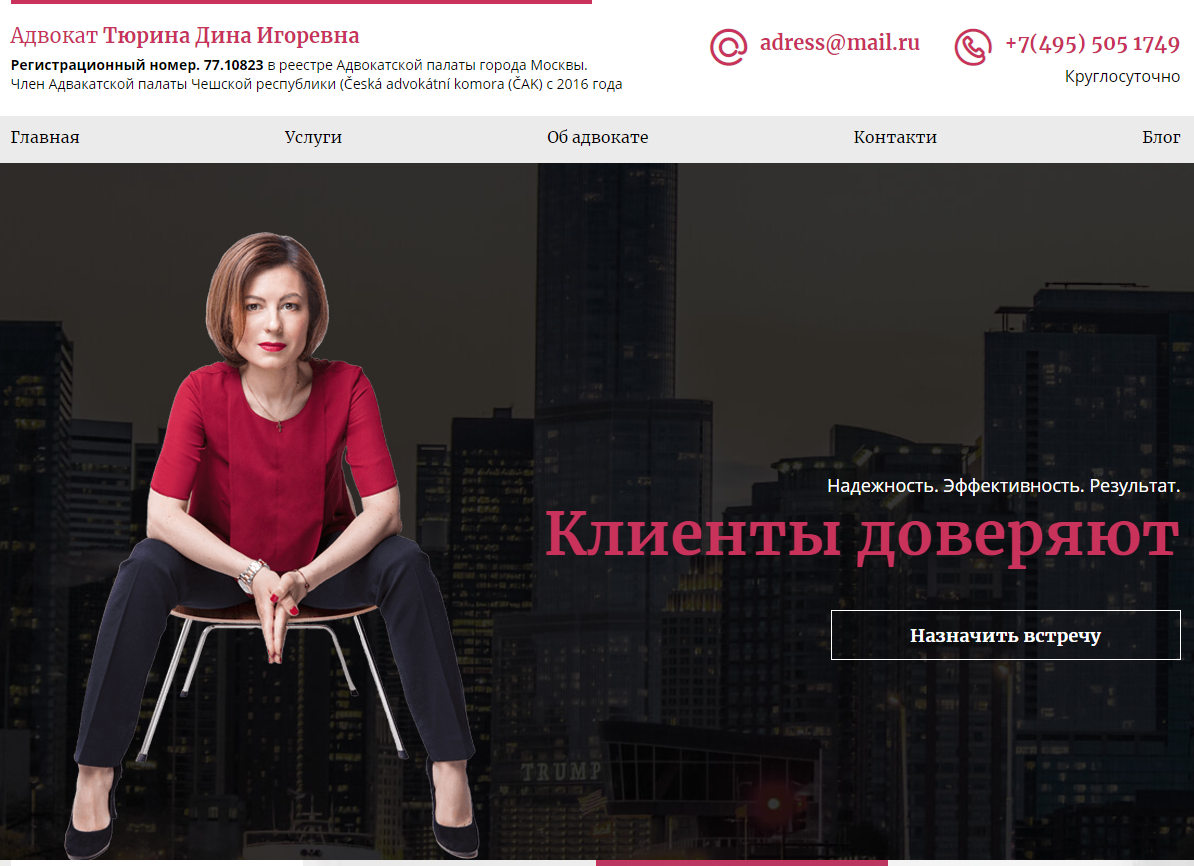 Адвокат Тюрина Дина Игоревна
Регистрационный номер. 77.10823 в реестре Адвокатской палаты города Москвы.
Член Адвакатской палаты Чешской республики (Česká advokátní komora (ČAK) с 2016 года
adress@mail.ru
+7(495) 505 1749
Круглосуточно
Главная Услуги Об адвокате Контакти Блог
Надежность. Эффективность. Результат.
Клиенты доверяют
Назначить встречу
TRUMP